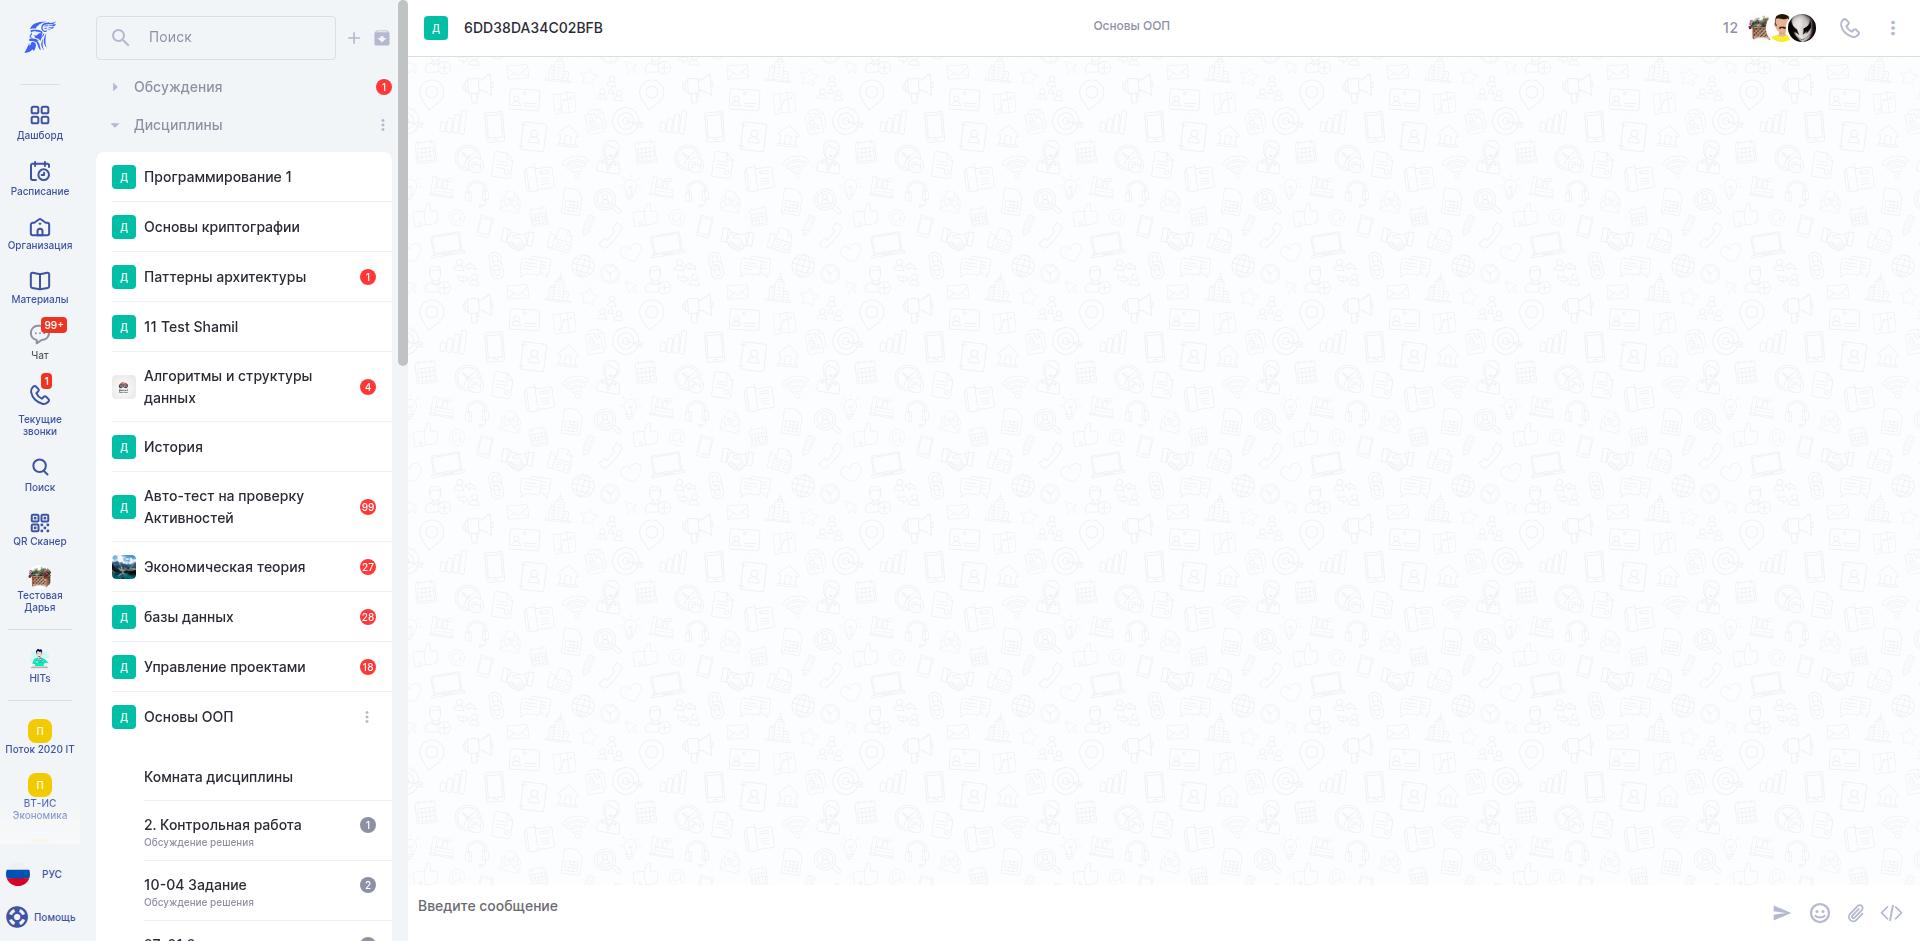 Дашборд
Расписание
Организация
Материалы
99+
Чат
1
Текущие
звонки
Поиск
QR Сканер
Тестовая
Дарья
HITs
П
Поток 2020 IT
П
ВТ-ИС
Экономика
РУС
Помощь
Поиск
Обсуждения
1
Дисциплины
Д
Программирование 1
Д
Основы криптографии
Д
Паттерны архитектуры
1
Д
11 Test Shamil
Алгоритмы и структуры
данных
4
Д
История
Д
Авто-тест на проверку
Активностей
99
Экономическая теория
27
Д
базы данных
28
Д
Управление проектами
18
Д
Основы ООП
Комната дисциплины
2. Контрольная работа
1
Обсуждение решения
10-04 Задание
2
Обсуждение решения
Д
6DD38DA34C02BFB
Основы ООП
12
Введите сообщение